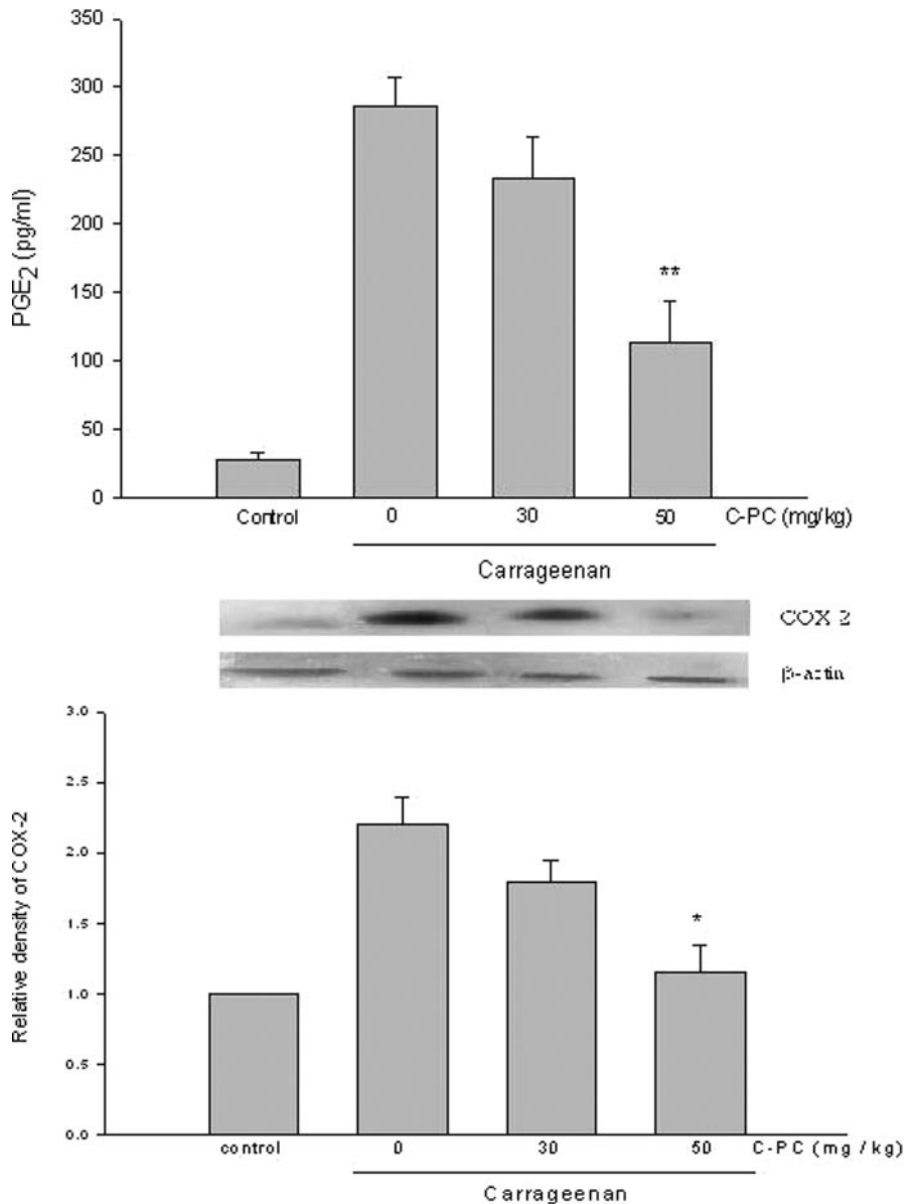 350
300
250
200
150
100
50
0
PGE2 (pg/ml)
**
Control 0 30 50 C-PC (mg/kg)
Carrageenan
COX 2
β-actin
3.0
2.5
2.0
1.5
1.0
0.5
0.0
Relative density of COX-2
*
control 0 30 50 C-PC (mg / kg)
Carrageenan